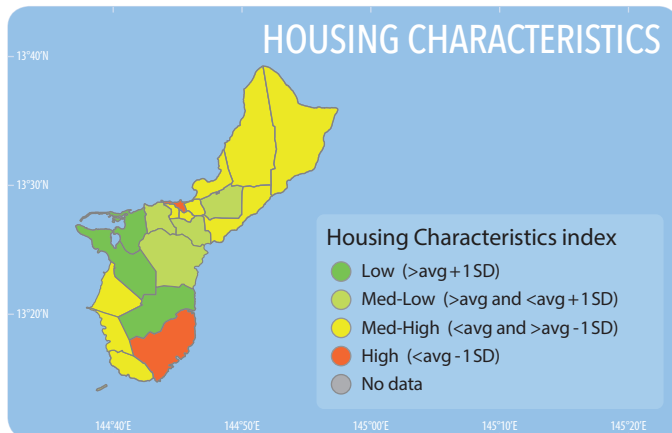 HOUSING CHARACTERISTICS
13°40'N
13°30'N
13°20'N
Housing Characteristics index
Low (>avg+1SD)
Med-Low (>avg and <avg+1SD)
Med-High (<avg and >avg-1SD)
High (<avg-1SD)
No data
144°40'E 144°50'E 145°00'E 145°10'E 145°20'E